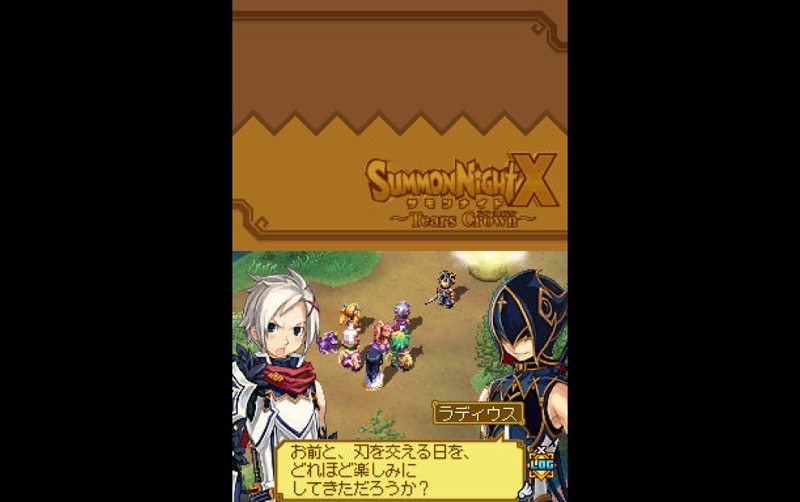 SUMMON NIGHT X
サモンナイト
～Tears Crown～
ラディウス
お前と、刃を交える日を、
どれほど楽しみに
してきただろうか？
X
LOG